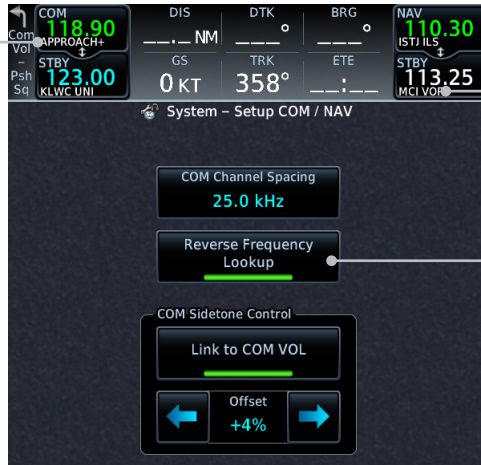 COM
118.90
APPROACH+
STBY
123.00
KLWC UNI
Com
Vol
–
Psh
Sq
DIS
__._ NM
DTK
___°
BRG
___°
GS
0 KT
TRK
358°
ETE
__:__
NAV
110.30
ISTJ ILS
STBY
113.25
MCI VOR
System – Setup COM / NAV
COM Channel Spacing
25.0 kHz
Reverse Frequency
Lookup
COM Sidetone Control
Link to COM VOL
Offset
+4%